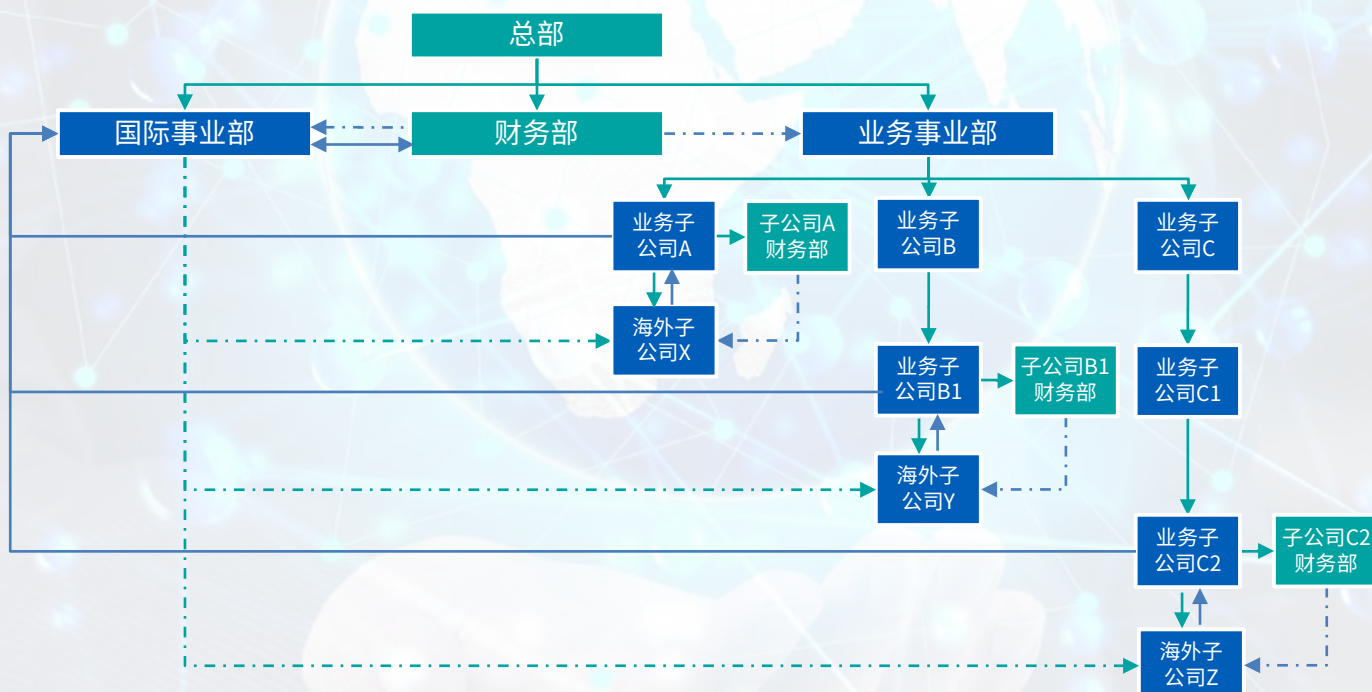 总部
国际事业部
财务部
业务事业部
业务子
公司A
子公司A
财务部
业务子
公司B
业务子
公司C
海外子
公司X
业务子
公司B1
子公司B1
财务部
业务子
公司C1
海外子
公司Y
业务子
公司C2
子公司C2
财务部
海外子
公司Z